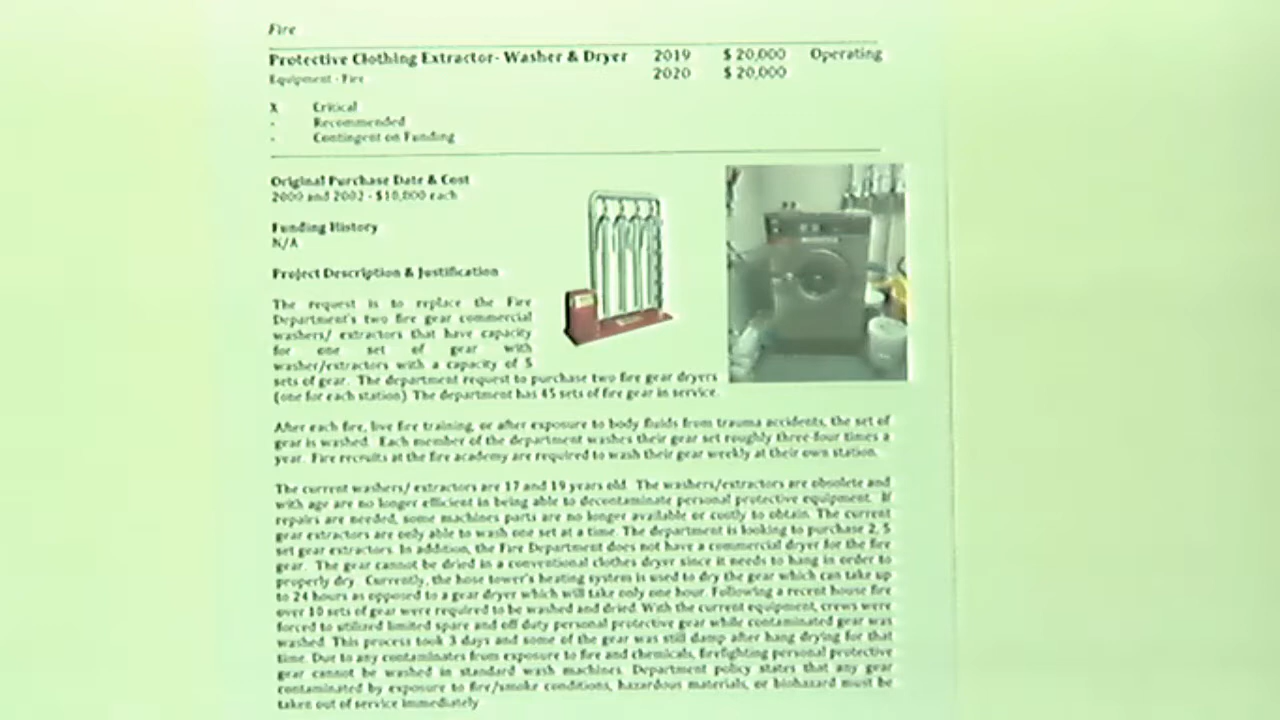 Fire
Protective Clothing Extractor- Washer & Dryer 2019 $ 20,000 Operating
Equipment - Fire 2020 $ 20,000
X Critical
- Recommended
- Contingent on Funding
Original Purchase Date & Cost
2000 and 2002 - $10,000 each
Funding History
N/A
Project Description & Justification
The request is to replace the Fire
Department's two fire gear commercial
washers/ extractors that have capacity
for one set of gear with
washer/extractors with a capacity of 5
sets of gear. The department request to purchase two fire gear dryers
(one for each station) The department has 45 sets of fire gear in service.
After each fire, live fire training, or after exposure to body fluids from trauma accidents, the set of
gear is washed. Each member of the department washes their gear set roughly three-four times a
year. Fire recruits at the fire academy are required to wash their gear weekly at their own station.
The current washers/ extractors are 17 and 19 years old. The washers/extractors are obsolete and
with age are no longer efficient in being able to decontaminate personal protective equipment. If
repairs are needed, some machines parts are no longer available or costly to obtain. The current
gear extractors are only able to wash one set at a time. The department is looking to purchase 2, 5
set gear extractors. In addition, the Fire Department does not have a commercial dryer for the fire
gear. The gear cannot be dried in a conventional clothes dryer since it needs to hang in order to
properly dry. Currently, the hose tower's heating system is used to dry the gear which can take up
to 24 hours as opposed to a gear dryer which will take only one hour. Following a recent house fire
over 10 sets of gear were required to be washed and dried. With the current equipment, crews were
forced to utilized limited spare and off duty personal protective gear while contaminated gear was
washed. This process took 3 days and some of the gear was still damp after hang drying for that
time. Due to any contaminates from exposure to fire and chemicals, firefighting personal protective
gear cannot be washed in standard wash machines. Department policy states that any gear
contaminated by exposure to fire/smoke conditions, hazardous materials, or biohazard must be
taken out of service immediately